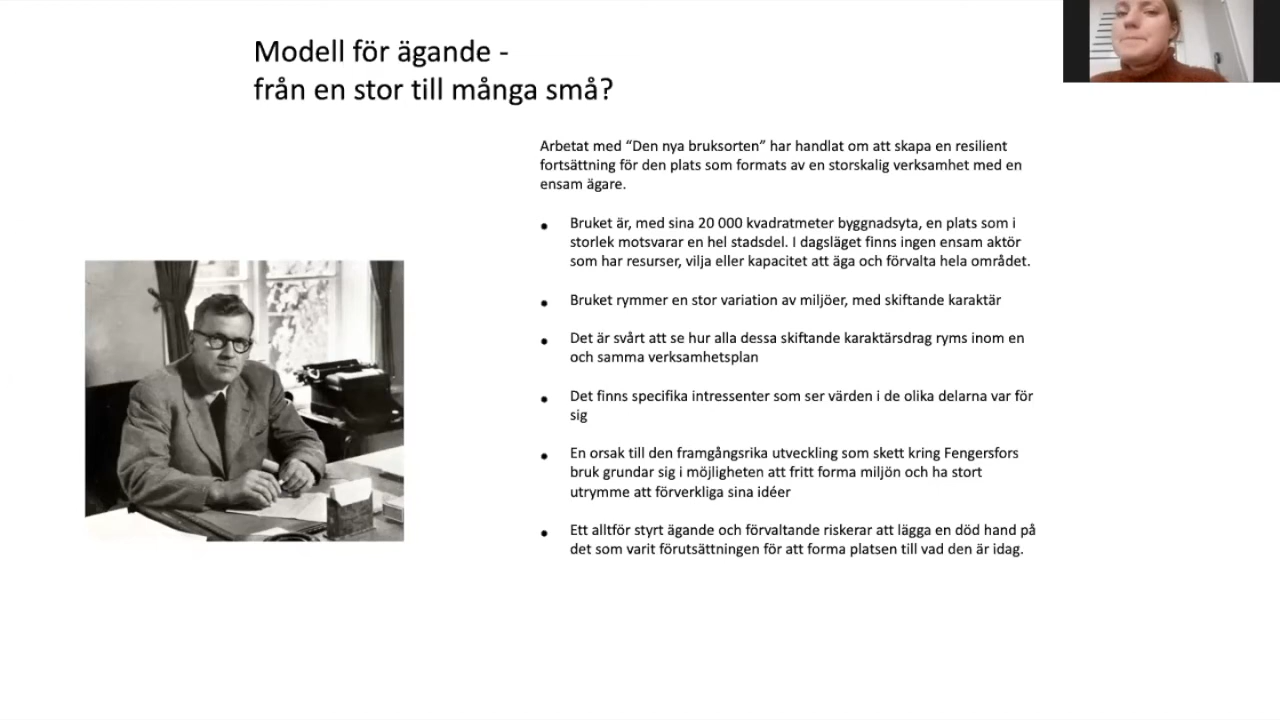 Modell för ägande -
från en stor till många små?
Arbetat med “Den nya bruksorten” har handlat om att skapa en resilient
fortsättning för den plats som formats av en storskalig verksamhet med en
ensam ägare.
• Bruket är, med sina 20 000 kvadratmeter byggnadsyta, en plats som i
storlek motsvarar en hel stadsdel. I dagsläget finns ingen ensam aktör
som har resurser, vilja eller kapacitet att äga och förvalta hela området.
• Bruket rymmer en stor variation av miljöer, med skiftande karaktär
• Det är svårt att se hur alla dessa skiftande karaktärsdrag ryms inom en
och samma verksamhetsplan
• Det finns specifika intressenter som ser värden i de olika delarna var för
sig
• En orsak till den framgångsrika utveckling som skett kring Fengersfors
bruk grundar sig i möjligheten att fritt forma miljön och ha stort
utrymme att förverkliga sina idéer
• Ett alltför styrt ägande och förvaltande riskerar att lägga en död hand på
det som varit förutsättningen för att forma platsen till vad den är idag.